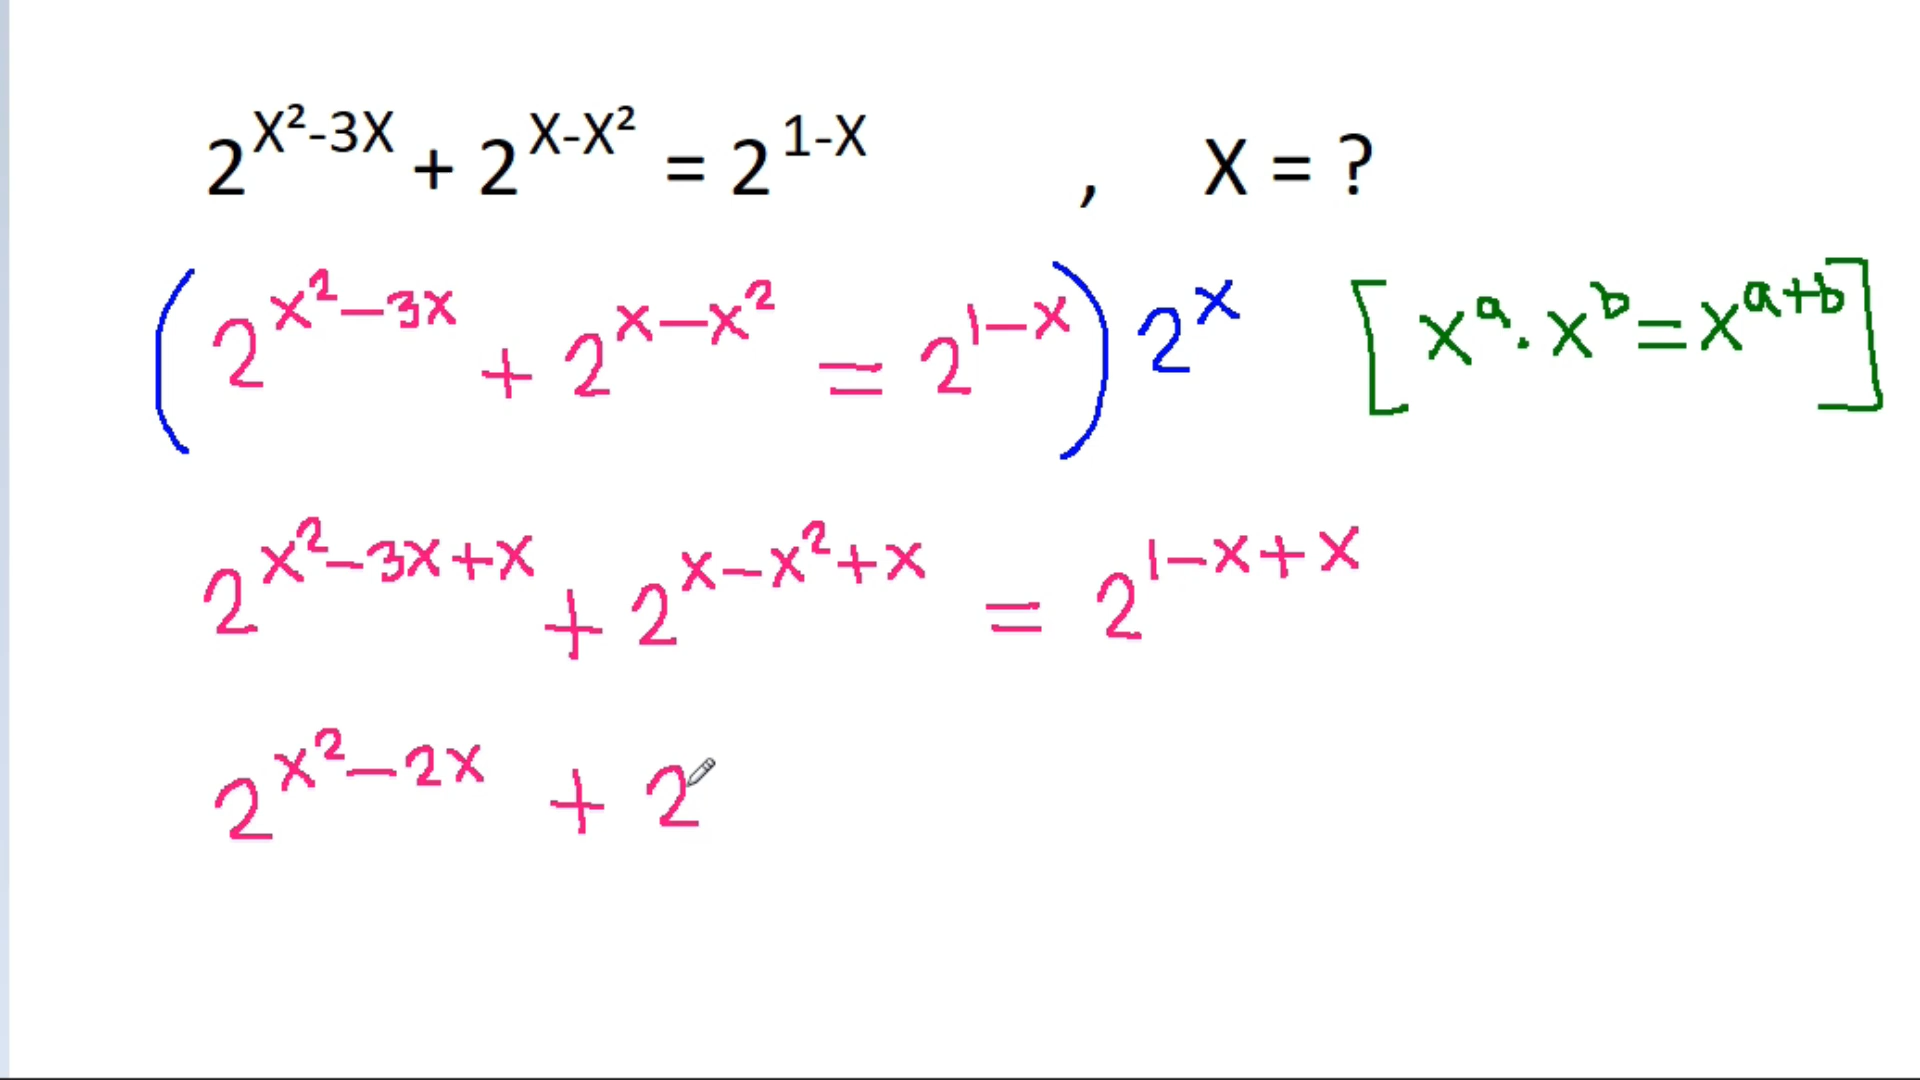 2^(X²-3X) + 2^(X-X²) = 2^(1-X) , X = ?
(2^(x²-3x) + 2^(x-x²) = 2^(1-x)) 2^x [x^a · x^b = x^(a+b)]
2^(x²-3x+x) + 2^(x-x²+x) = 2^(1-x+x)
2^(x²-2x) + 2